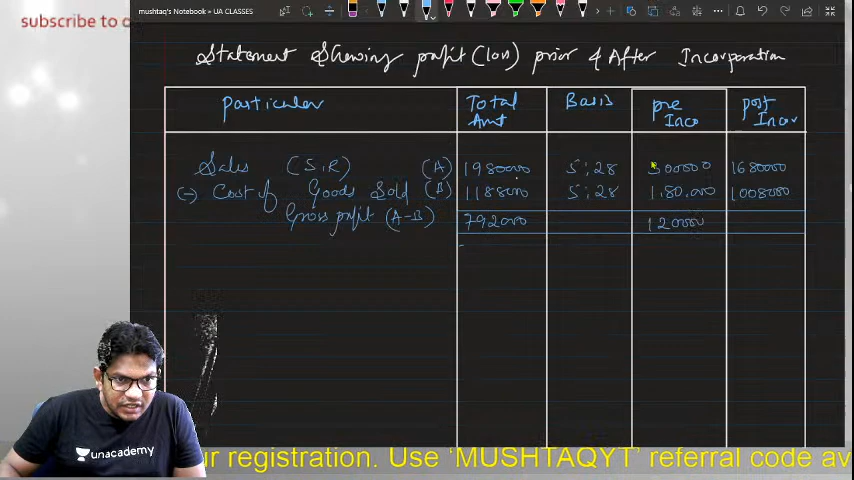 mushtaq's Notebook » UA CLASSES
subscribe to o
Statement Showing profit (loss) prior & After Incorporation
Particular Total Amt Basis pre Inco post Incor
Sales (S.R) (A) 1980000 5:28 300000 1680000
(-) Cost of Goods Sold (B) 1188000 5:28 1,80,000 1008000
Gross profit (A-B) 792000 120000
unacademy
ur registration. Use 'MUSHTAQYT' referral code av